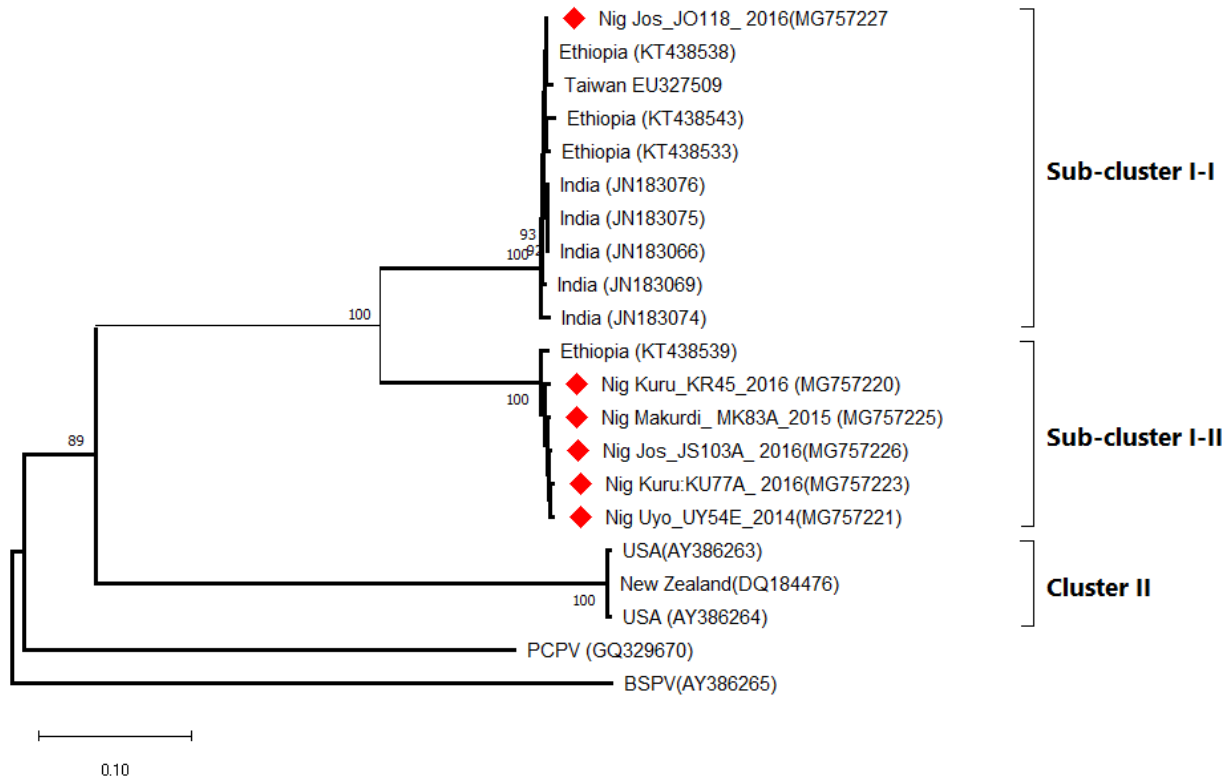 Nig Jos_JO118_ 2016(MG757227
Ethiopia (KT438538)
Taiwan EU327509
Ethiopia (KT438543)
Ethiopia (KT438533)
Sub-cluster I-I
India (JN183076)
India (JN183075)
93
92
100
India (JN183066)
India (JN183069)
100
India (JN183074)
Ethiopia (KT438539)
Nig Kuru_KR45_2016 (MG757220)
100
Nig Makurdi_ MK83A_2015 (MG757225)
Sub-cluster I-II
89
Nig Jos_JS103A_ 2016(MG757226)
Nig Kuru:KU77A_ 2016(MG757223)
Nig Uyo_UY54E_2014(MG757221)
USA(AY386263)
New Zealand(DQ184476)
Cluster II
100
USA (AY386264)
PCPV (GQ329670)
BSPV(AY386265)
0.10